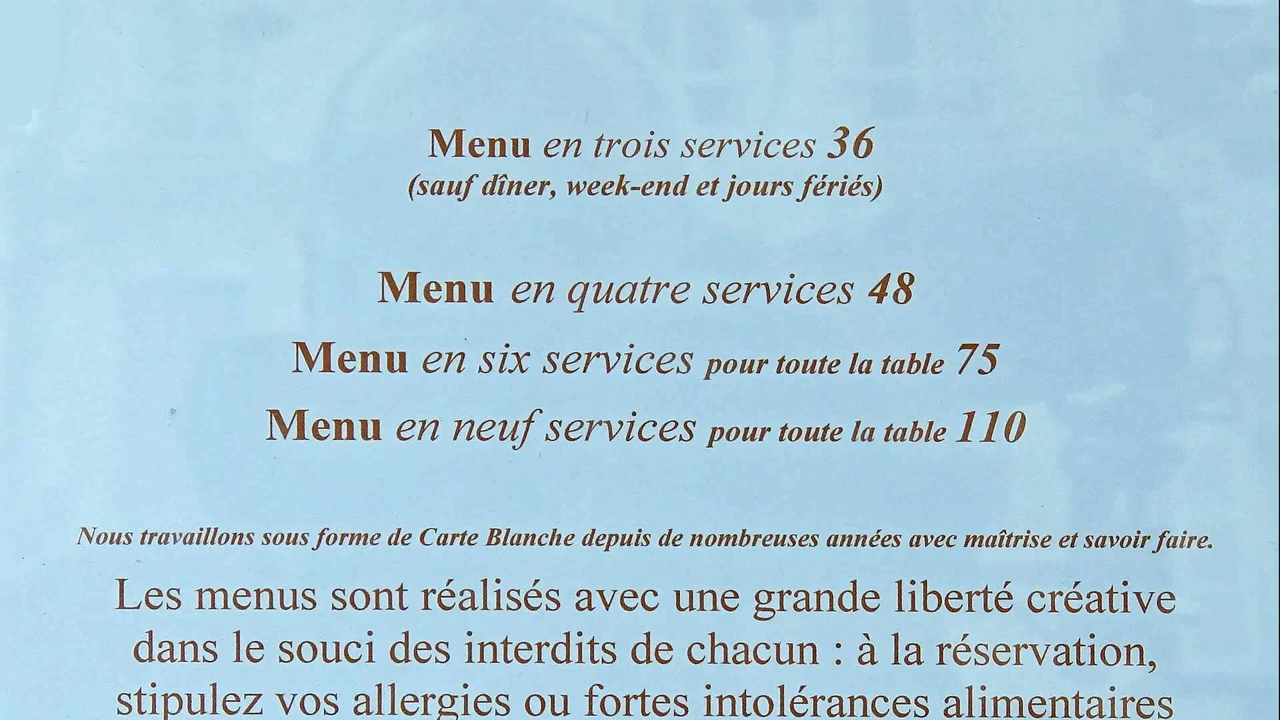 Menu en trois services 36
(sauf dîner, week-end et jours fériés)
Menu en quatre services 48
Menu en six services pour toute la table 75
Menu en neuf services pour toute la table 110
Nous travaillons sous forme de Carte Blanche depuis de nombreuses années avec maîtrise et savoir faire.
Les menus sont réalisés avec une grande liberté créative
dans le souci des interdits de chacun : à la réservation,
stipulez vos allergies ou fortes intolérances alimentaires